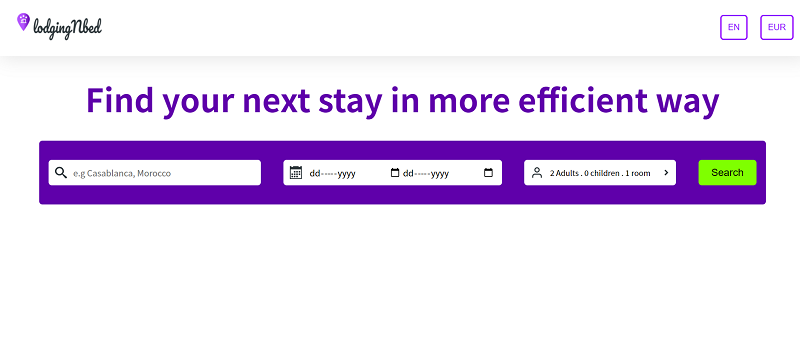 lodgingNbed
EN
EUR
Find your next stay in more efficient way
e.g Casablanca, Morocco
dd-----yyyy
dd-----yyyy
2 Adults . 0 children . 1 room
Search